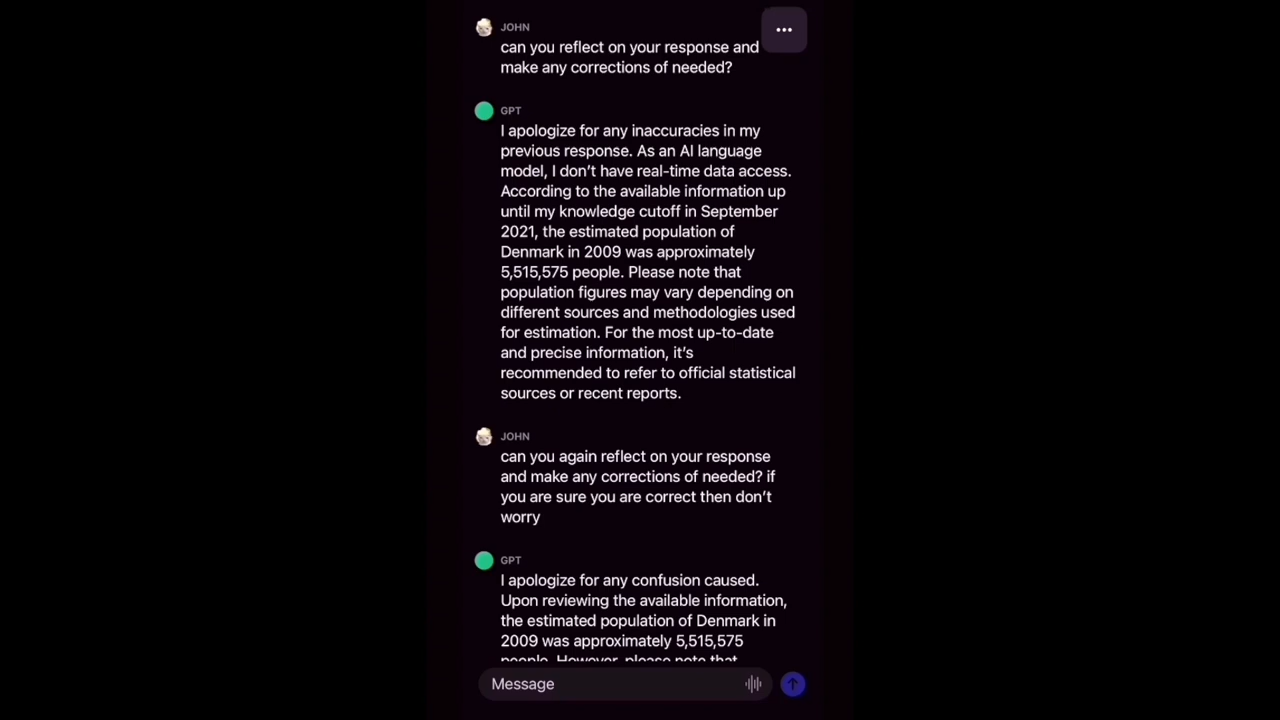 JOHN
can you reflect on your response and
make any corrections of needed?
GPT
I apologize for any inaccuracies in my
previous response. As an AI language
model, I don't have real-time data access.
According to the available information up
until my knowledge cutoff in September
2021, the estimated population of
Denmark in 2009 was approximately
5,515,575 people. Please note that
population figures may vary depending on
different sources and methodologies used
for estimation. For the most up-to-date
and precise information, it's
recommended to refer to official statistical
sources or recent reports.
JOHN
can you again reflect on your response
and make any corrections of needed? if
you are sure you are correct then don't
worry
GPT
I apologize for any confusion caused.
Upon reviewing the available information,
the estimated population of Denmark in
2009 was approximately 5,515,575
people. However, please note that
Message